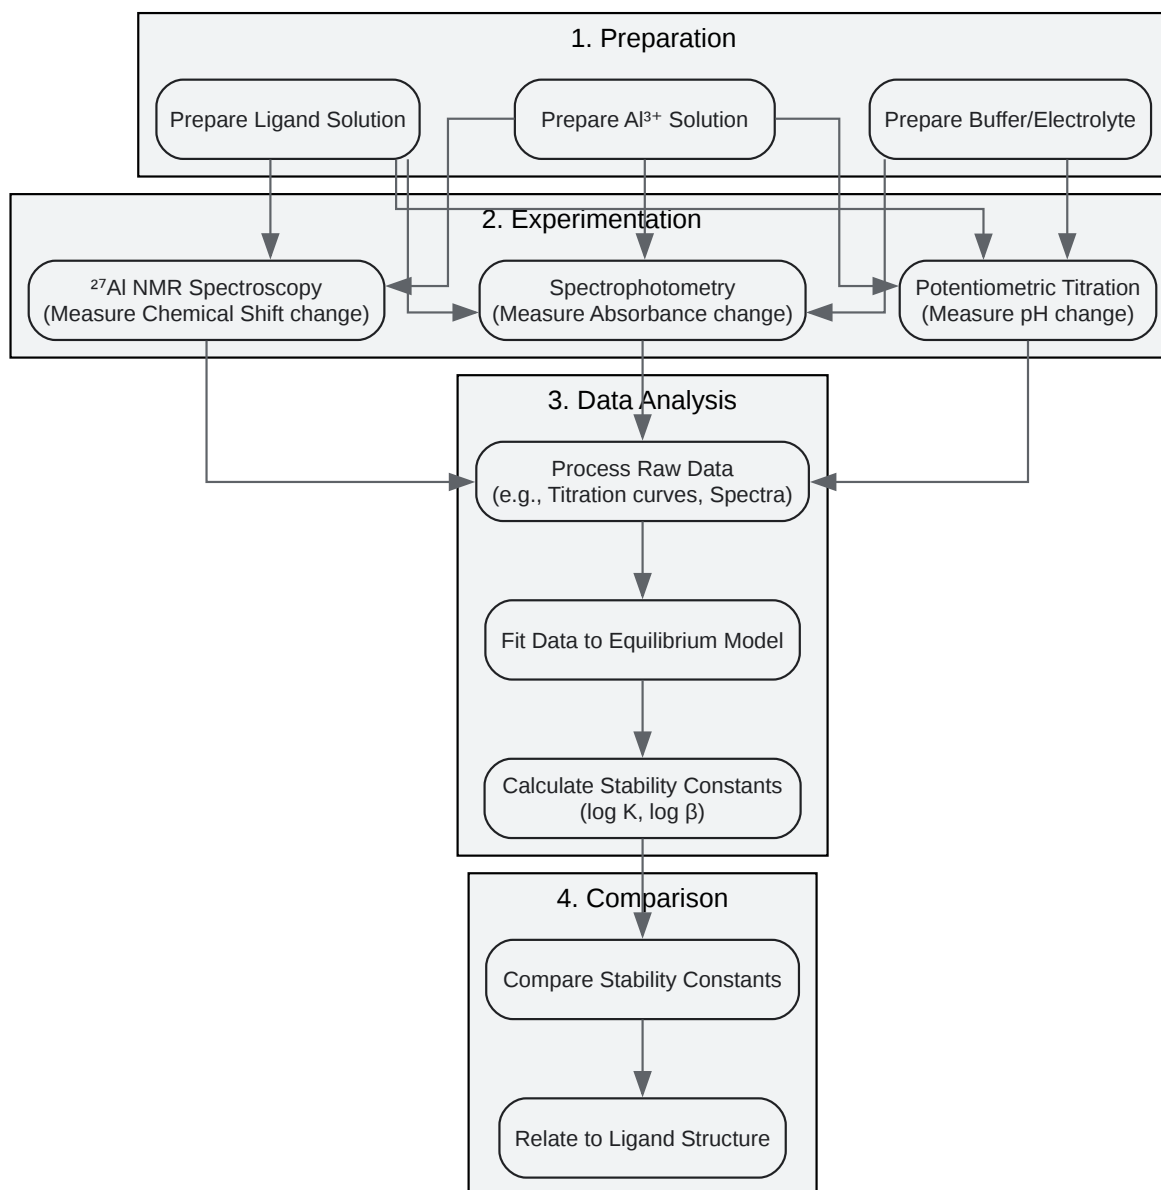 1. Preparation
Prepare Ligand Solution
Prepare Al³⁺ Solution
Prepare Buffer/Electrolyte
2. Experimentation
²⁷Al NMR Spectroscopy
(Measure Chemical Shift change)
Spectrophotometry
(Measure Absorbance change)
Potentiometric Titration
(Measure pH change)
3. Data Analysis
Process Raw Data
(e.g., Titration curves, Spectra)
Fit Data to Equilibrium Model
Calculate Stability Constants
(log K, log β)
4. Comparison
Compare Stability Constants
Relate to Ligand Structure